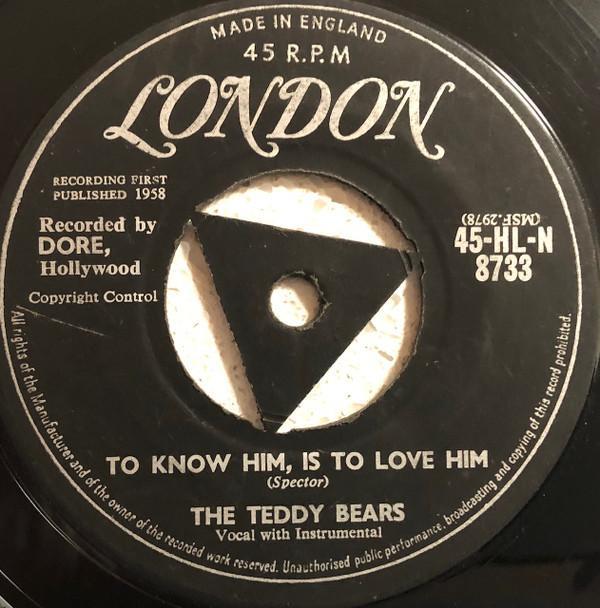 MADE IN ENGLAND
45 R.P.M
LONDON
RECORDING FIRST
PUBLISHED 1958
Recorded by
DORE,
Hollywood
Copyright Control
(MSF.2978)
45-HL-N
8733
TO KNOW HIM, IS TO LOVE HIM
(Spector)
THE TEDDY BEARS
Vocal with Instrumental
All rights of the Manufacturer and of the owner of the recorded work reserved. Unauthorised public performance, broadcasting and copying of this record prohibited.